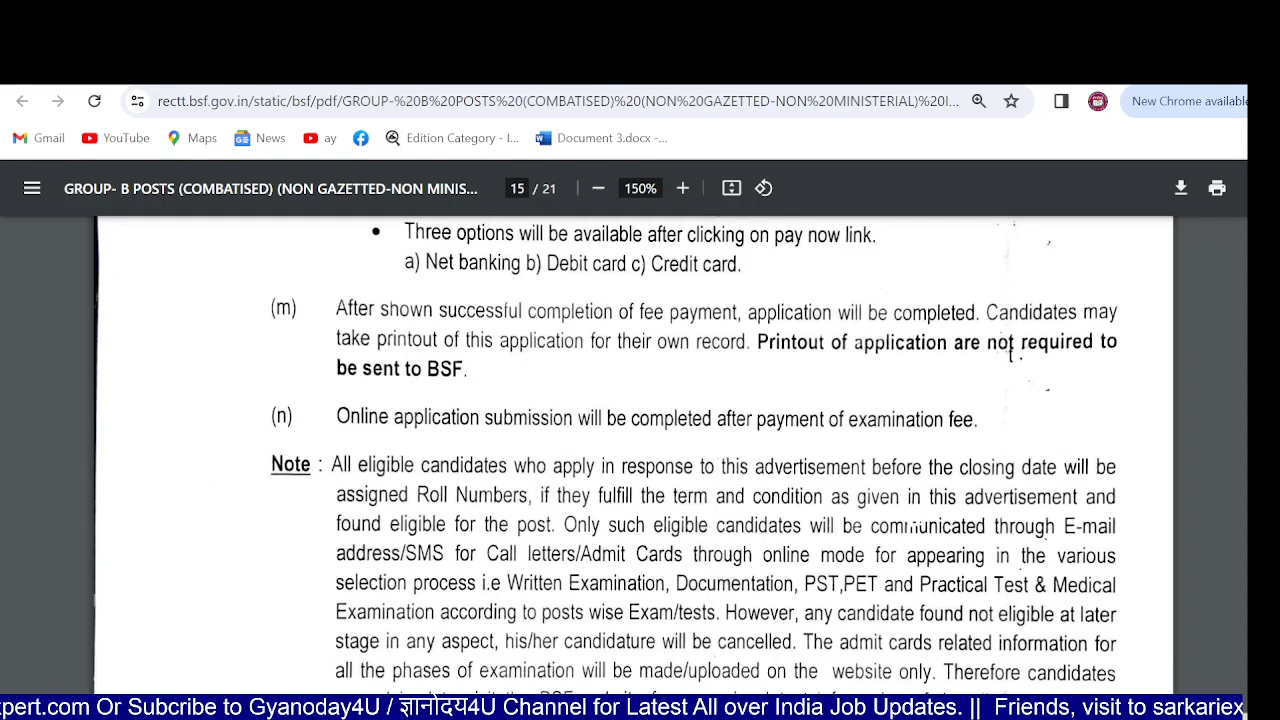 rectt.bsf.gov.in/static/bsf/pdf/GROUP-%20B%20POSTS%20(COMBATISED)%20(NON%20GAZETTED-NON%20MINISTERIAL)%20I...
New Chrome available
Gmail YouTube Maps News ay Edition Category - I... Document 3.docx -...
GROUP- B POSTS (COMBATISED) (NON GAZETTED-NON MINIS... 15 / 21 150%
• Three options will be available after clicking on pay now link.
a) Net banking b) Debit card c) Credit card.
(m) After shown successful completion of fee payment, application will be completed. Candidates may
take printout of this application for their own record. Printout of application are not required to
be sent to BSF.
(n) Online application submission will be completed after payment of examination fee.
Note : All eligible candidates who apply in response to this advertisement before the closing date will be
assigned Roll Numbers, if they fulfill the term and condition as given in this advertisement and
found eligible for the post. Only such eligible candidates will be communicated through E-mail
address/SMS for Call letters/Admit Cards through online mode for appearing in the various
selection process i.e Written Examination, Documentation, PST,PET and Practical Test & Medical
Examination according to posts wise Exam/tests. However, any candidate found not eligible at later
stage in any aspect, his/her candidature will be cancelled. The admit cards related information for
all the phases of examination will be made/uploaded on the website only. Therefore candidates
xpert.com Or Subcribe to Gyanoday4U / ज्ञानोदय4U Channel for Latest All over India Job Updates. || Friends, visit to sarkariex